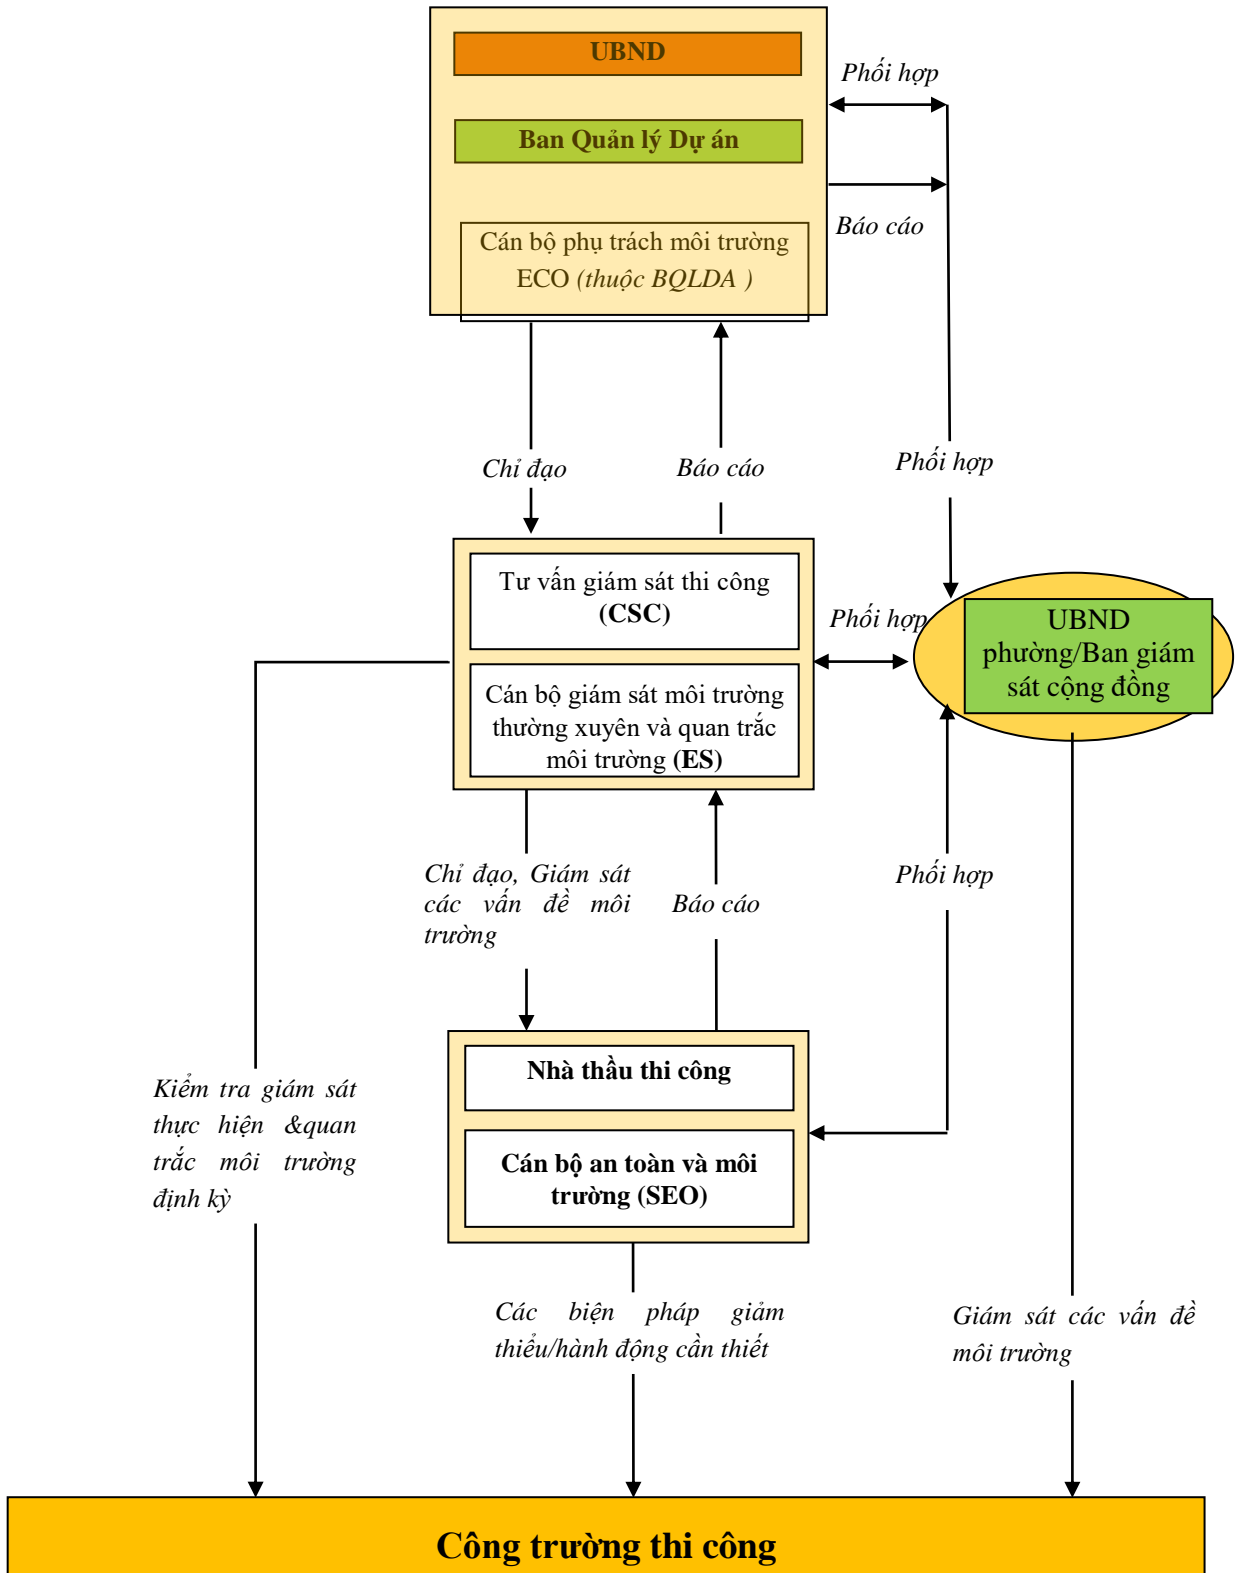 UBND
Phối hợp
Ban Quản lý Dự án
Báo cáo
Cán bộ phụ trách môi trường
ECO (thuộc BQLDA )
Chỉ đạo
Báo cáo
Phối hợp
Tư vấn giám sát thi công
(CSC)
Phối hợp
UBND
phường/Ban giám
sát cộng đồng
Cán bộ giám sát môi trường
thường xuyên và quan trắc
môi trường (ES)
Chỉ đạo, Giám sát
các vấn đề môi
trường
Báo cáo
Phối hợp
Nhà thầu thi công
Kiểm tra giám sát
thực hiện &quan
trắc môi trường
định kỳ
Cán bộ an toàn và môi
trường (SEO)
Các biện pháp giảm
thiểu/hành động cần thiết
Giám sát các vấn đề
môi trường
Công trường thi công